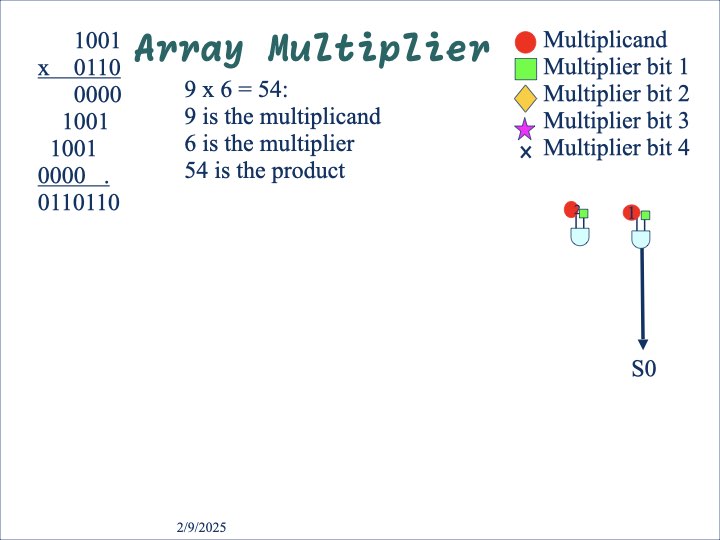 Array Multiplier
1001
x 0110
0000
1001
1001
0000 .
0110110
9 x 6 = 54:
9 is the multiplicand
6 is the multiplier
54 is the product
Multiplicand
Multiplier bit 1
Multiplier bit 2
Multiplier bit 3
x Multiplier bit 4
2
1
S0
2/9/2025